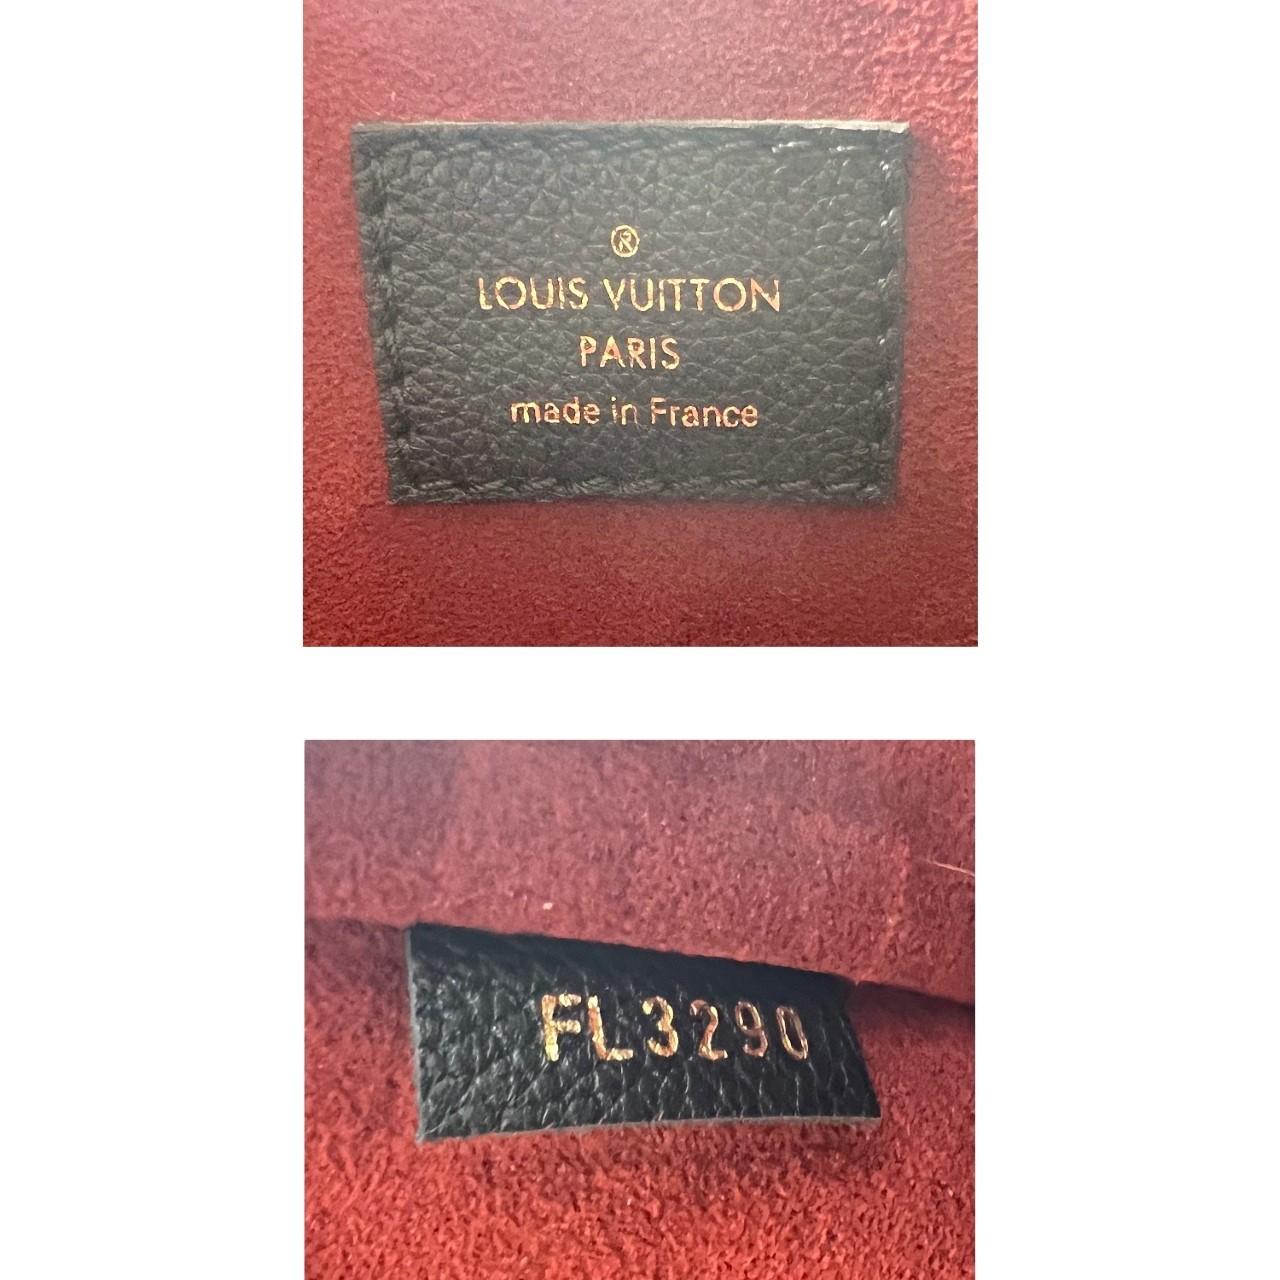 ®
LOUIS VUITTON
PARIS
made in France
FL3290